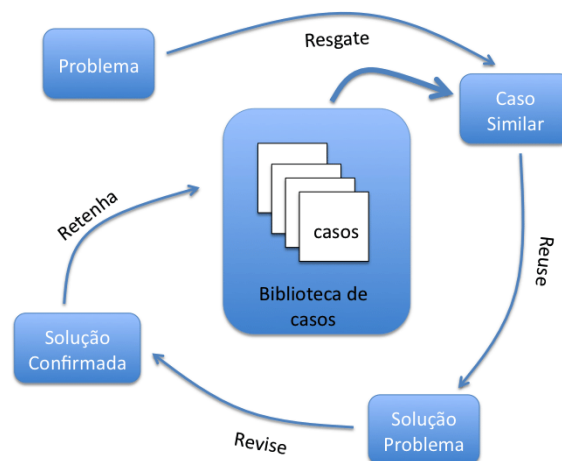 Problema
Resgate
Caso
Similar
Reuse
Solução
Problema
Revise
Solução
Confirmada
Retenha
casos
Biblioteca de
casos